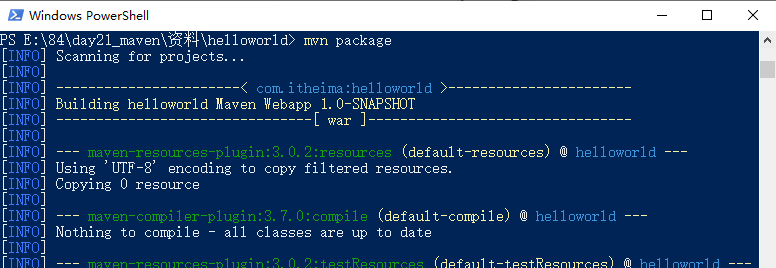 Windows PowerShell
PS E:\84\day21_maven\资料\helloworld> mvn package
[INFO] Scanning for projects...
[INFO]
[INFO] ----------------------< com.itheima:helloworld >-----------------------
[INFO] Building helloworld Maven Webapp 1.0-SNAPSHOT
[INFO] --------------------------------[ war ]---------------------------------
[INFO]
[INFO] --- maven-resources-plugin:3.0.2:resources (default-resources) @ helloworld ---
[INFO] Using 'UTF-8' encoding to copy filtered resources.
[INFO] Copying 0 resource
[INFO]
[INFO] --- maven-compiler-plugin:3.7.0:compile (default-compile) @ helloworld ---
[INFO] Nothing to compile - all classes are up to date
[INFO]
[INFO] --- maven-resources-plugin:3.0.2:testResources (default-testResources) @ helloworld ---